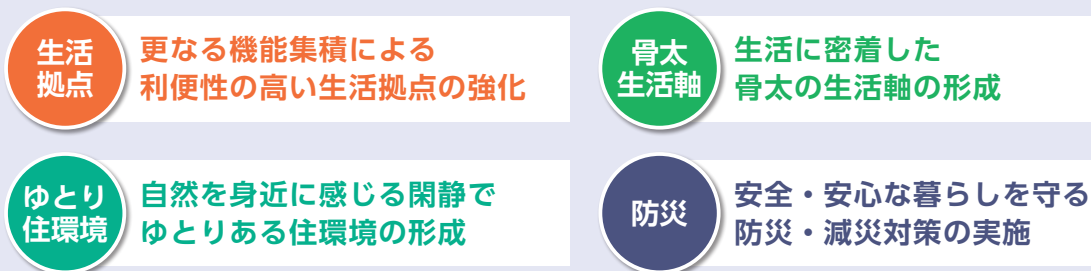 生活
拠点
更なる機能集積による
利便性の高い生活拠点の強化
骨太
生活軸
生活に密着した
骨太の生活軸の形成
ゆとり
住環境
自然を身近に感じる閑静で
ゆとりある住環境の形成
防災
安全・安心な暮らしを守る
防災・減災対策の実施